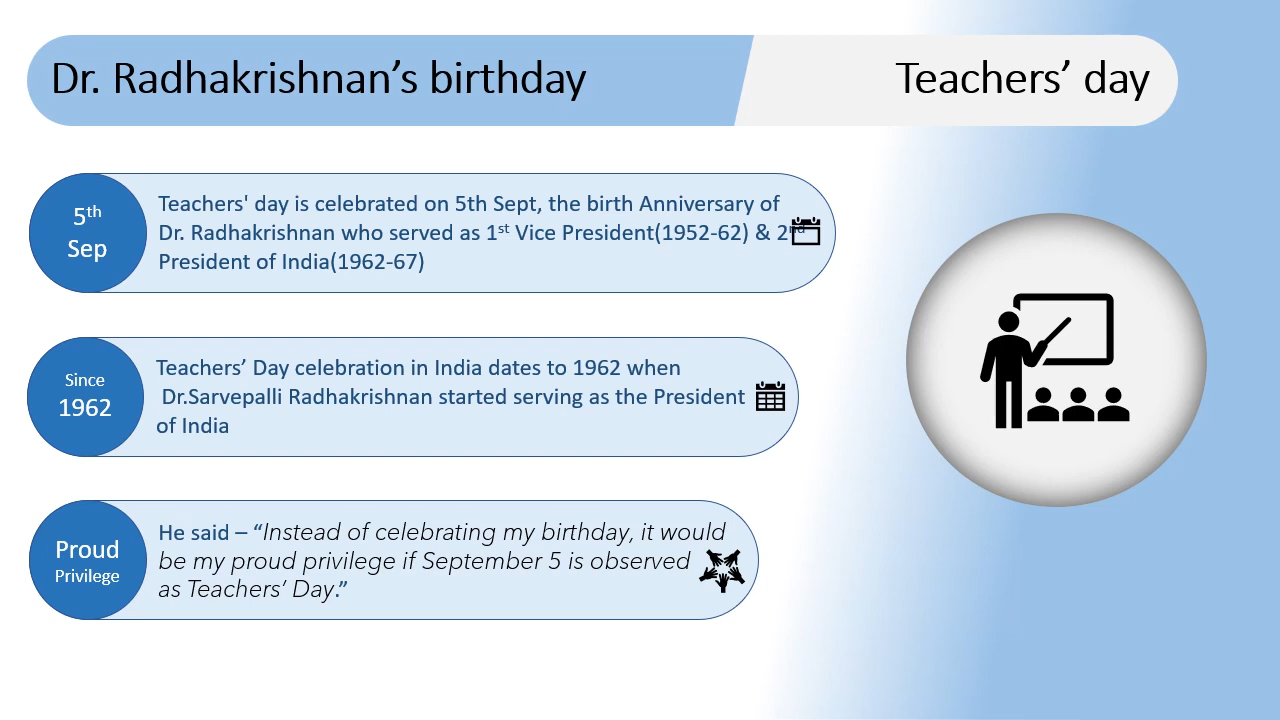 Dr. Radhakrishnan’s birthday
Teachers’ day
5th
Sep
Teachers' day is celebrated on 5th Sept, the birth Anniversary of
Dr. Radhakrishnan who served as 1st Vice President(1952-62) & 2nd
President of India(1962-67)
Since
1962
Teachers’ Day celebration in India dates to 1962 when
Dr.Sarvepalli Radhakrishnan started serving as the President
of India
Proud
Privilege
He said – “Instead of celebrating my birthday, it would
be my proud privilege if September 5 is observed
as Teachers’ Day.”